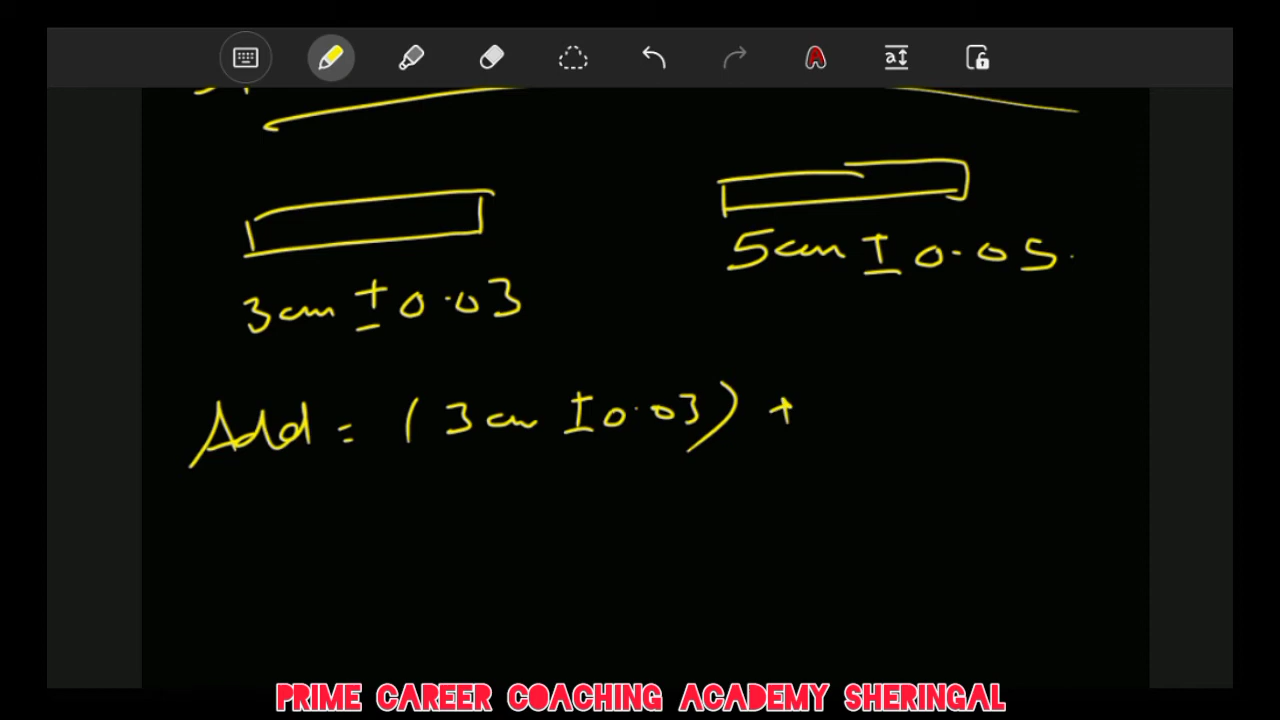 5cm ± 0.05.
3cm ± 0.03
Add = (3cm ± 0.03) +
PRIME CAREER COACHING ACADEMY SHERINGAL